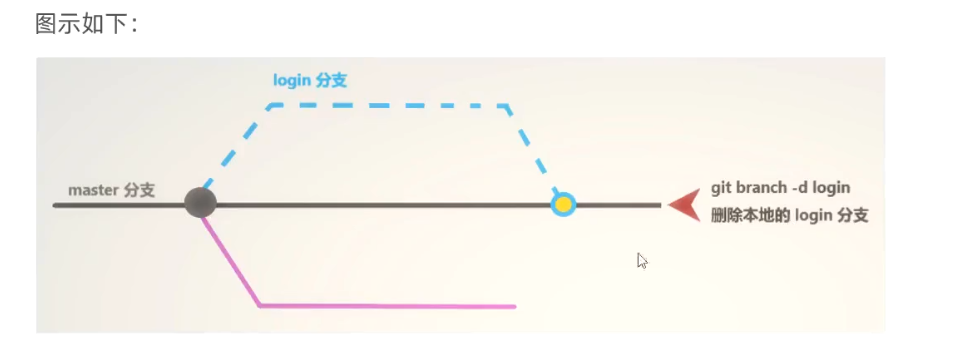 图示如下：
login 分支
master 分支
git branch -d login
删除本地的 login 分支